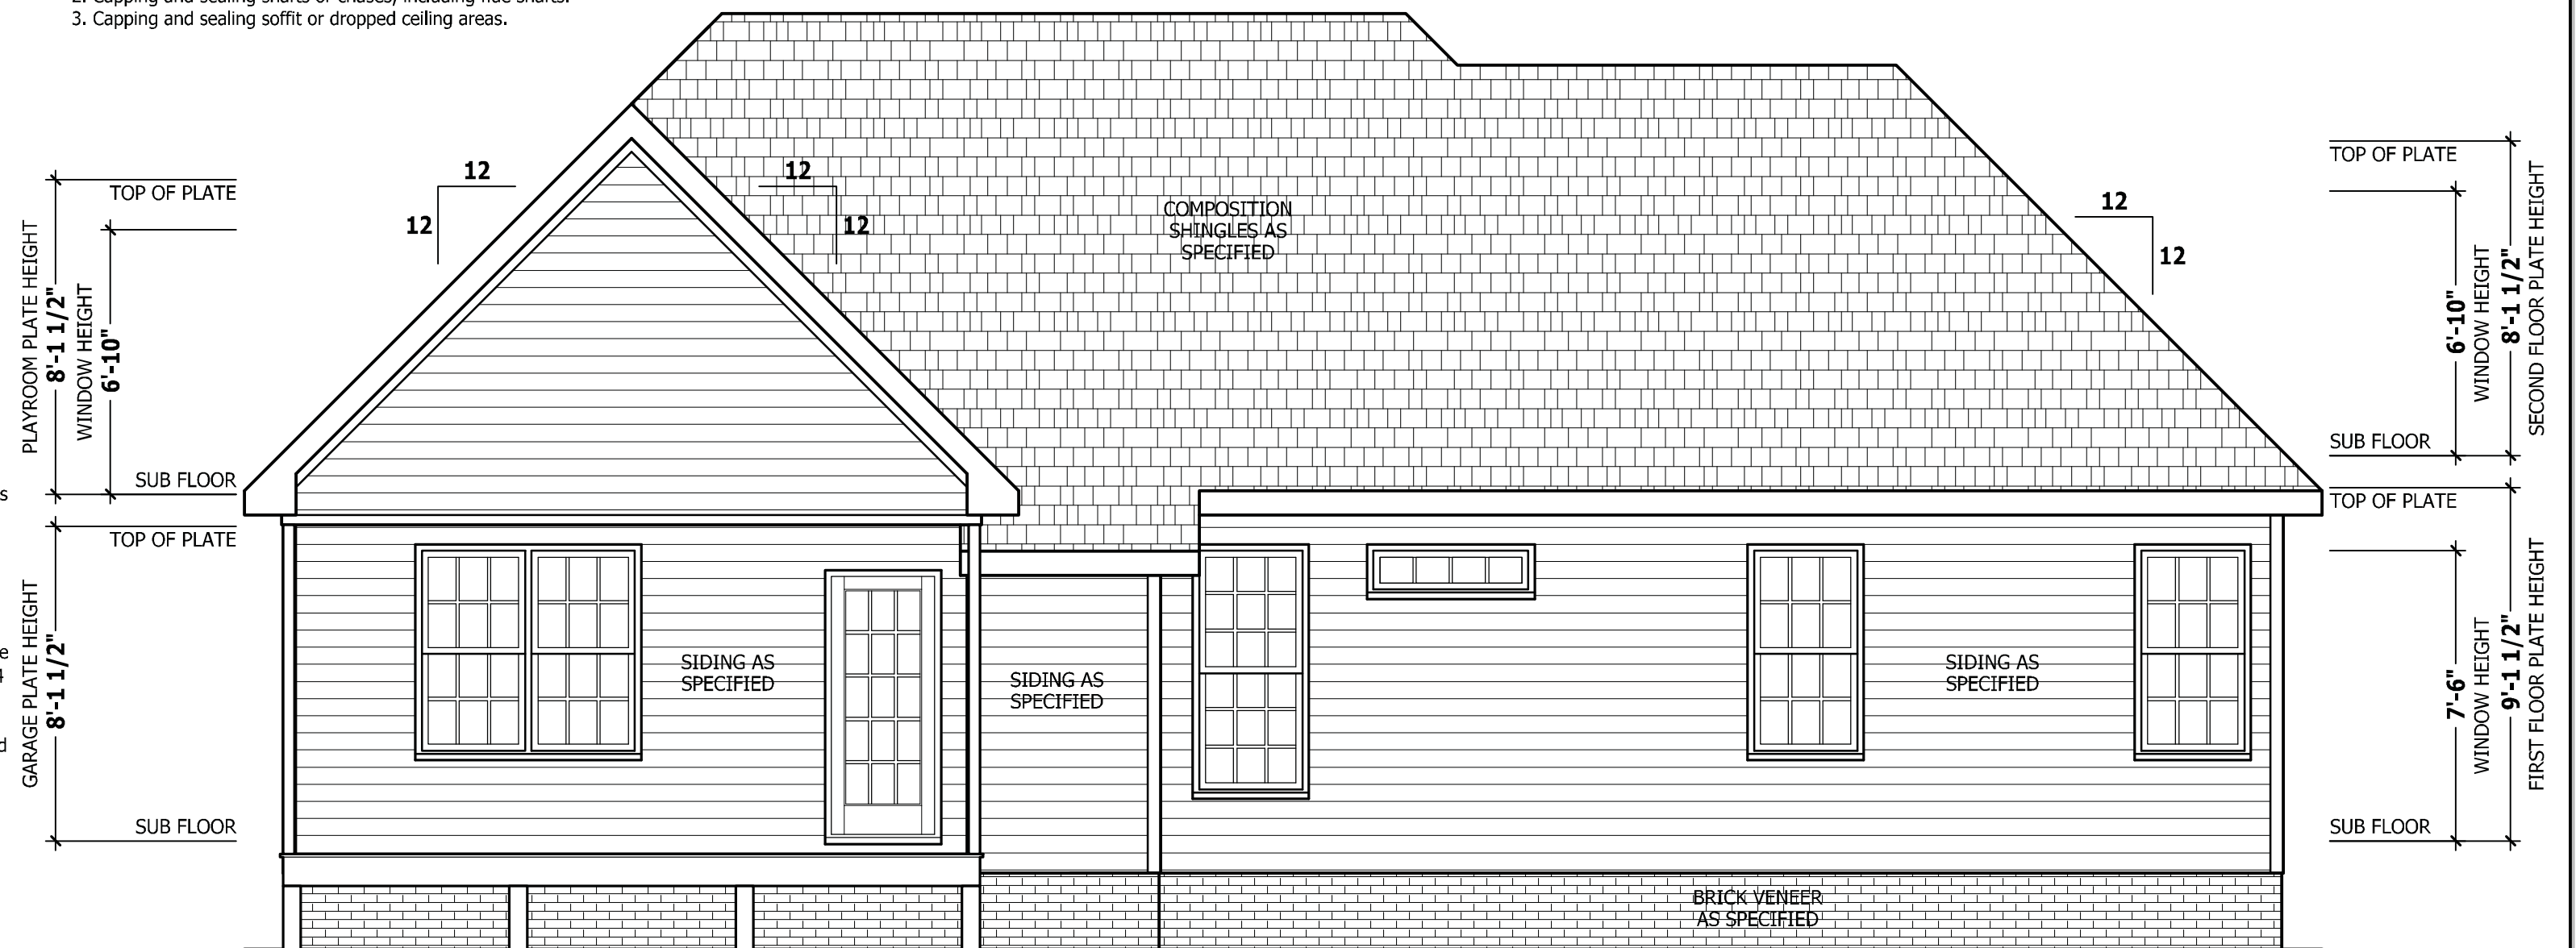 3. Capping and sealing soffit or dropped ceiling areas.
12
12
12
12
12
12
COMPOSITION
SHINGLES AS
SPECIFIED
TOP OF PLATE
PLAYROOM PLATE HEIGHT
8'-1 1/2"
WINDOW HEIGHT
6'-10"
SUB FLOOR
TOP OF PLATE
GARAGE PLATE HEIGHT
8'-1 1/2"
SUB FLOOR
SIDING AS
SPECIFIED
SIDING AS
SPECIFIED
SIDING AS
SPECIFIED
BRICK VENEER
AS SPECIFIED
TOP OF PLATE
6'-10"
WINDOW HEIGHT
8'-1 1/2"
SECOND FLOOR PLATE HEIGHT
SUB FLOOR
TOP OF PLATE
7'-6"
WINDOW HEIGHT
9'-1 1/2"
FIRST FLOOR PLATE HEIGHT
SUB FLOOR